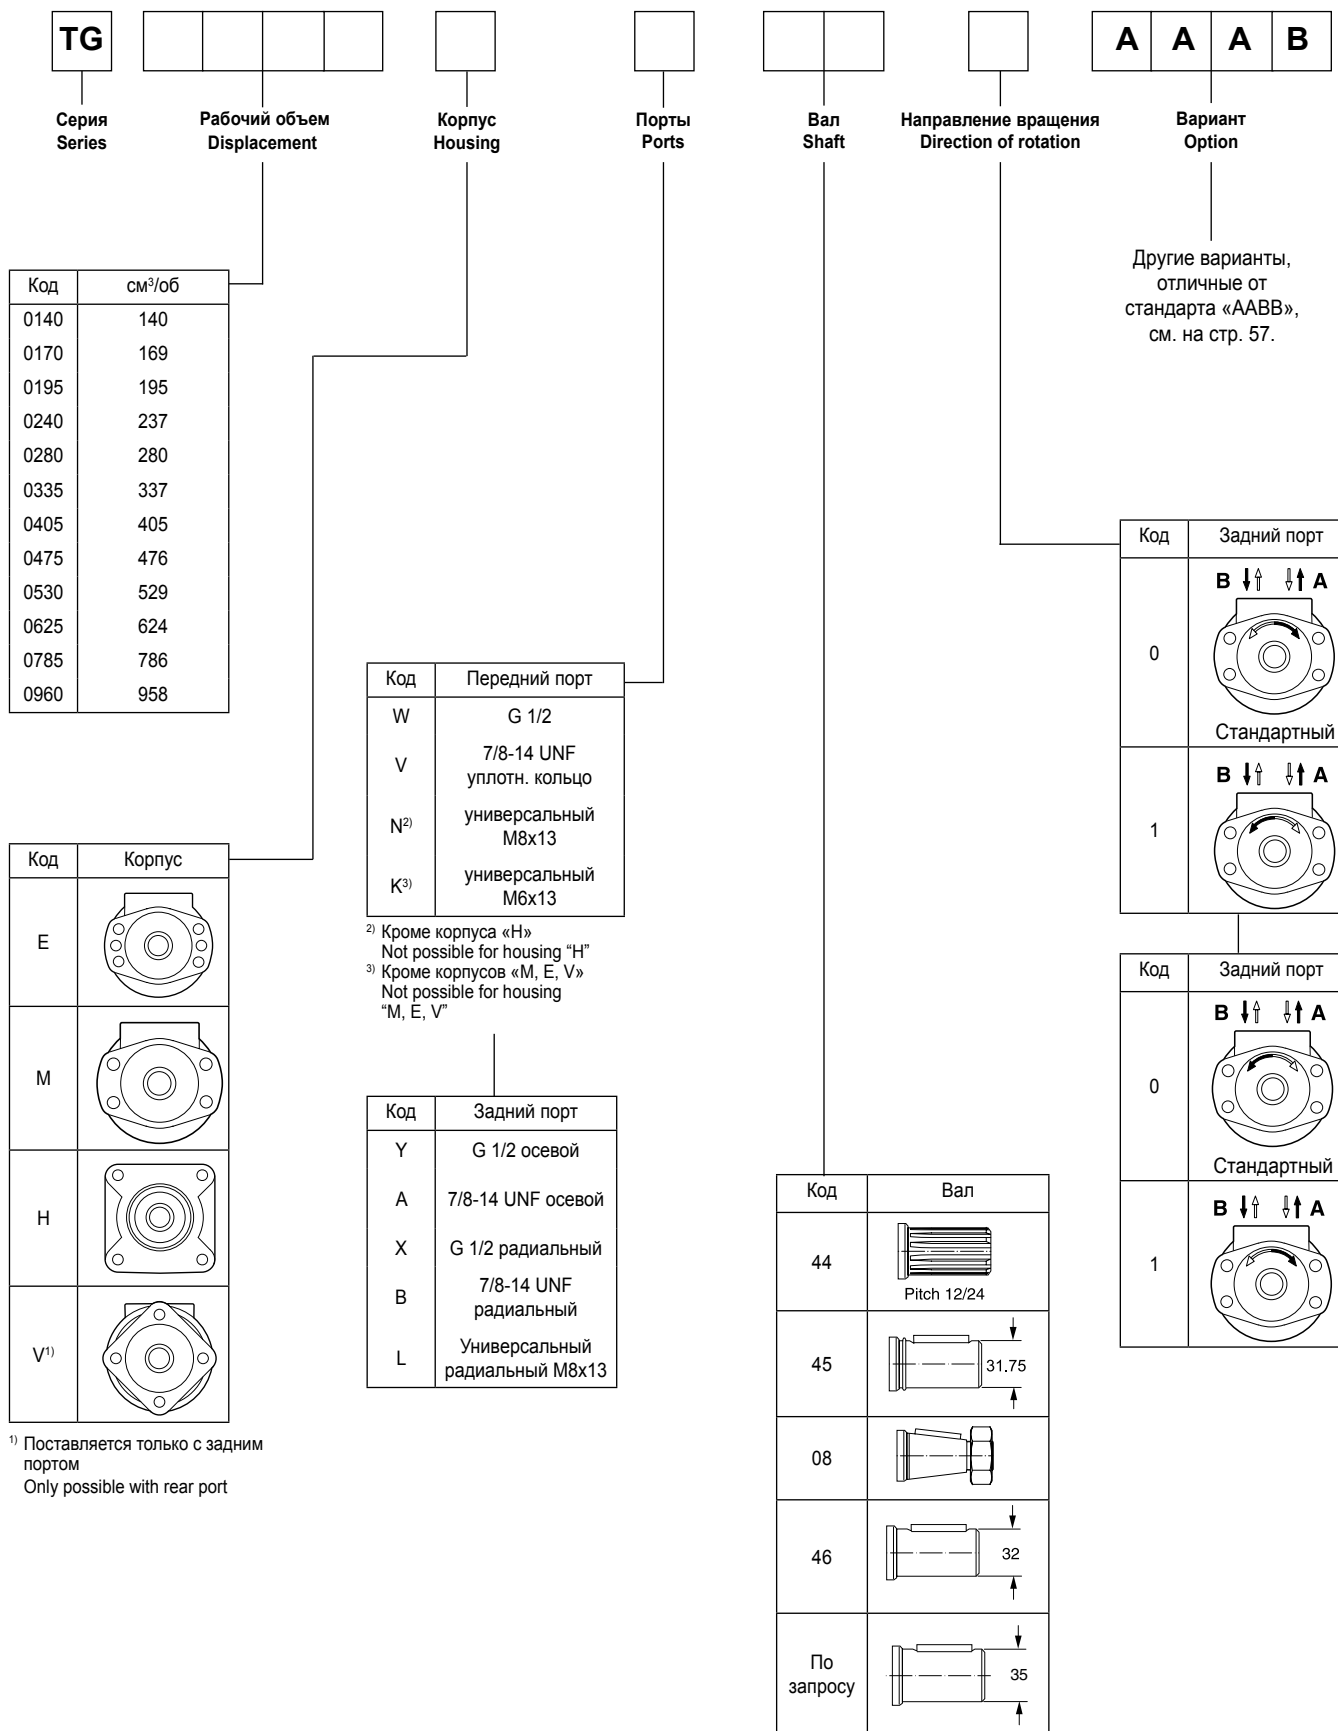 TG A A A B
Серия
Series
Рабочий объем
Displacement
Корпус
Housing
Порты
Ports
Вал
Shaft
Направление вращения
Direction of rotation
Вариант
Option
Другие варианты,
отличные от
стандарта «AABB»,
см. на стр. 57.
Код см³/об
0140 140
0170 169
0195 195
0240 237
0280 280
0335 337
0405 405
0475 476
0530 529
0625 624
0785 786
0960 958
Код Корпус
E
M
H
V¹⁾
¹⁾ Поставляется только с задним
портом
Only possible with rear port
Код Передний порт
W G 1/2
V 7/8-14 UNF
уплотн. кольцо
N²⁾ универсальный
M8x13
K³⁾ универсальный
M6x13
²⁾ Кроме корпуса «H»
Not possible for housing “H”
³⁾ Кроме корпусов «M, E, V»
Not possible for housing
“M, E, V”
Код Задний порт
Y G 1/2 осевой
A 7/8-14 UNF осевой
X G 1/2 радиальный
B 7/8-14 UNF
радиальный
L Универсальный
радиальный M8x13
Код Вал
44
Pitch 12/24
45 31.75
08
46 32
По
запросу
35
Код Задний порт
B A
0
Стандартный
B A
1
Код Задний порт
B A
0
Стандартный
B A
1